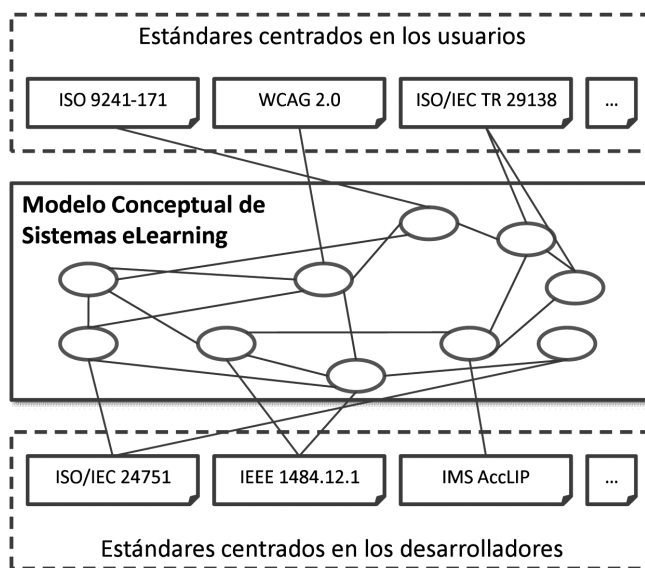 Estándares centrados en los usuarios
ISO 9241-171
WCAG 2.0
ISO/IEC TR 29138
...
Modelo Conceptual de
Sistemas eLearning
ISO/IEC 24751
IEEE 1484.12.1
IMS AccLIP
...
Estándares centrados en los desarrolladores